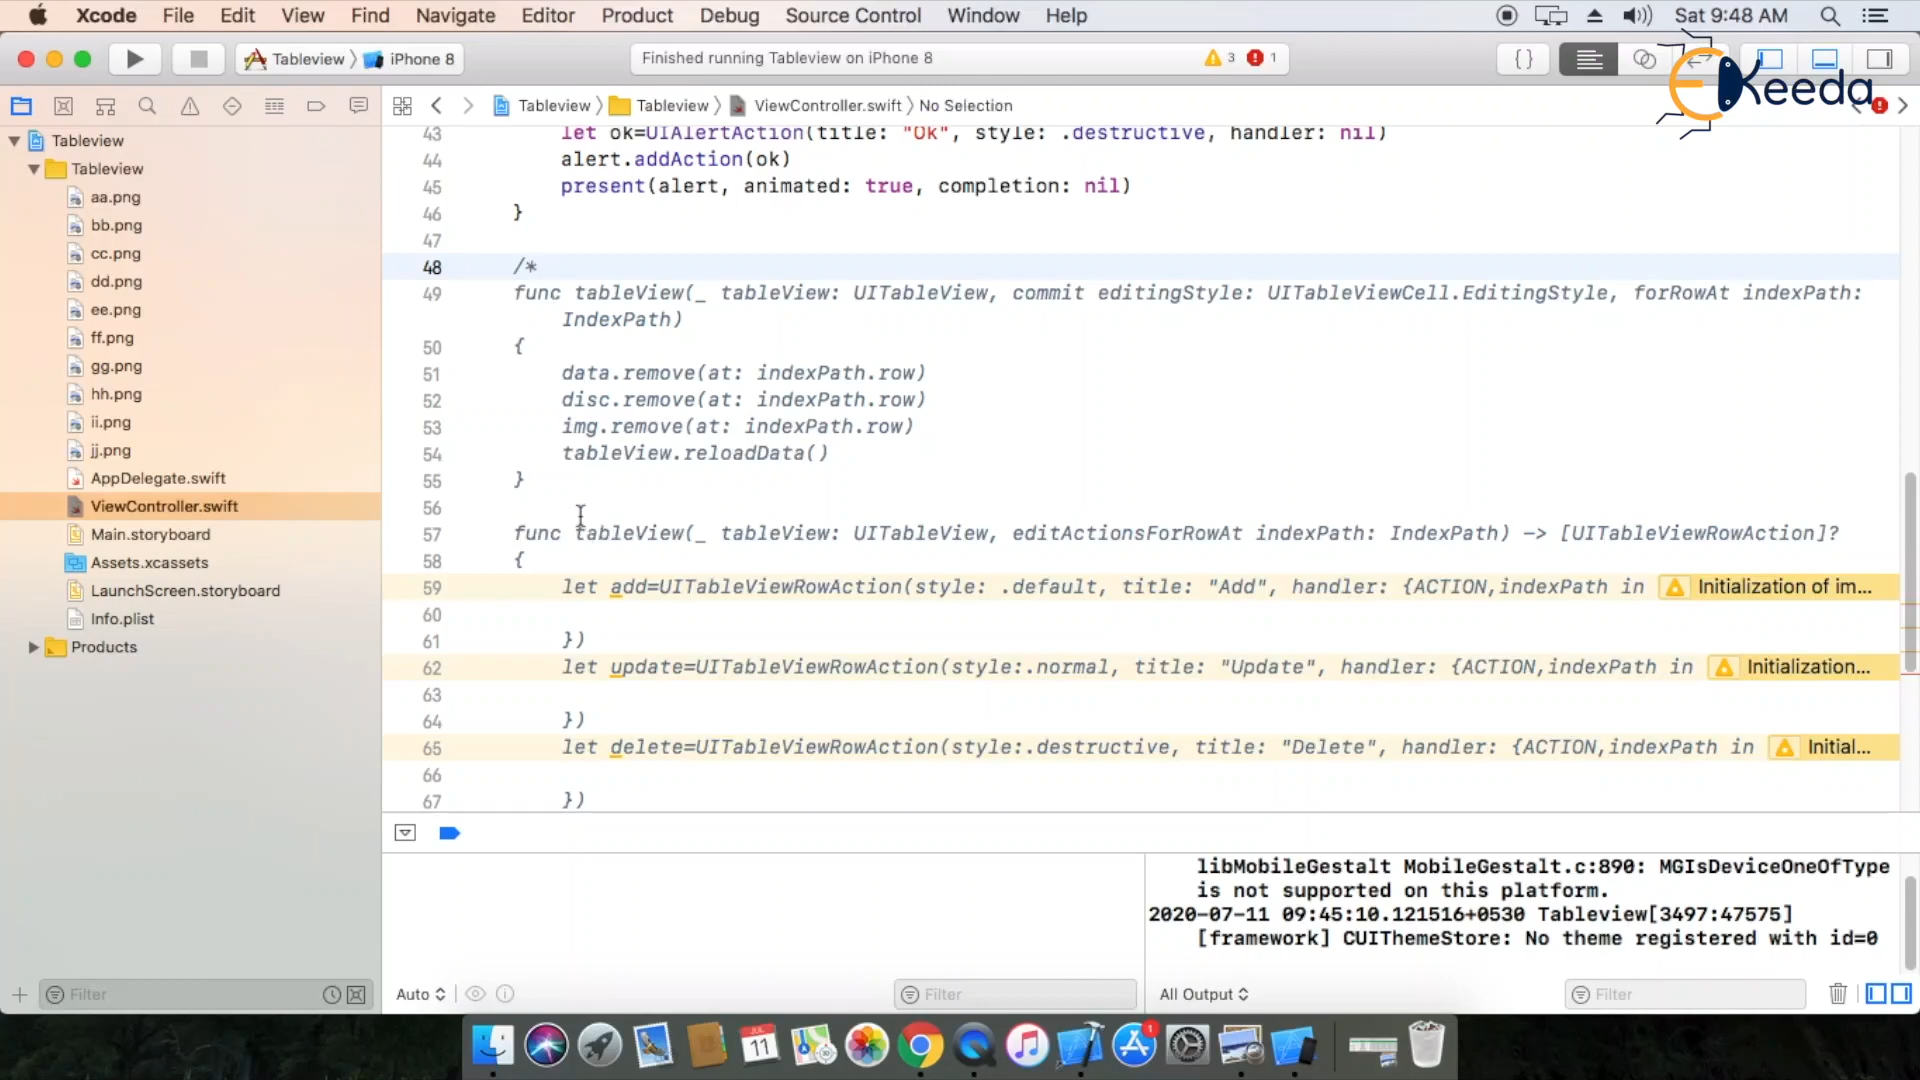 Xcode File Edit View Find Navigate Editor Product Debug Source Control Window Help Sat 9:48 AM
Tableview iPhone 8 Finished running Tableview on iPhone 8 3 1 { }
EKeeda
Tableview Tableview ViewController.swift No Selection
Tableview
Tableview
aa.png
bb.png
cc.png
dd.png
ee.png
ff.png
gg.png
hh.png
ii.png
jj.png
AppDelegate.swift
ViewController.swift
Main.storyboard
Assets.xcassets
LaunchScreen.storyboard
Info.plist
Products
Filter
43 let ok=UIAlertAction(title: "Ok", style: .destructive, handler: nil)
44 alert.addAction(ok)
45 present(alert, animated: true, completion: nil)
46 }
47
48 /*
49 func tableView(_ tableView: UITableView, commit editingStyle: UITableViewCell.EditingStyle, forRowAt indexPath:
IndexPath)
50 {
51 data.remove(at: indexPath.row)
52 disc.remove(at: indexPath.row)
53 img.remove(at: indexPath.row)
54 tableView.reloadData()
55 }
56
57 func tableView(_ tableView: UITableView, editActionsForRowAt indexPath: IndexPath) -> [UITableViewRowAction]?
58 {
59 let add=UITableViewRowAction(style: .default, title: "Add", handler: {ACTION,indexPath in Initialization of im...
60
61 })
62 let update=UITableViewRowAction(style:.normal, title: "Update", handler: {ACTION,indexPath in Initialization...
63
64 })
65 let delete=UITableViewRowAction(style:.destructive, title: "Delete", handler: {ACTION,indexPath in Initial...
66
67 })
libMobileGestalt MobileGestalt.c:890: MGIsDeviceOneOfType
is not supported on this platform.
2020-07-11 09:45:10.121516+0530 Tableview[3497:47575]
[framework] CUIThemeStore: No theme registered with id=0
Auto Filter All Output Filter
JUL
11
1